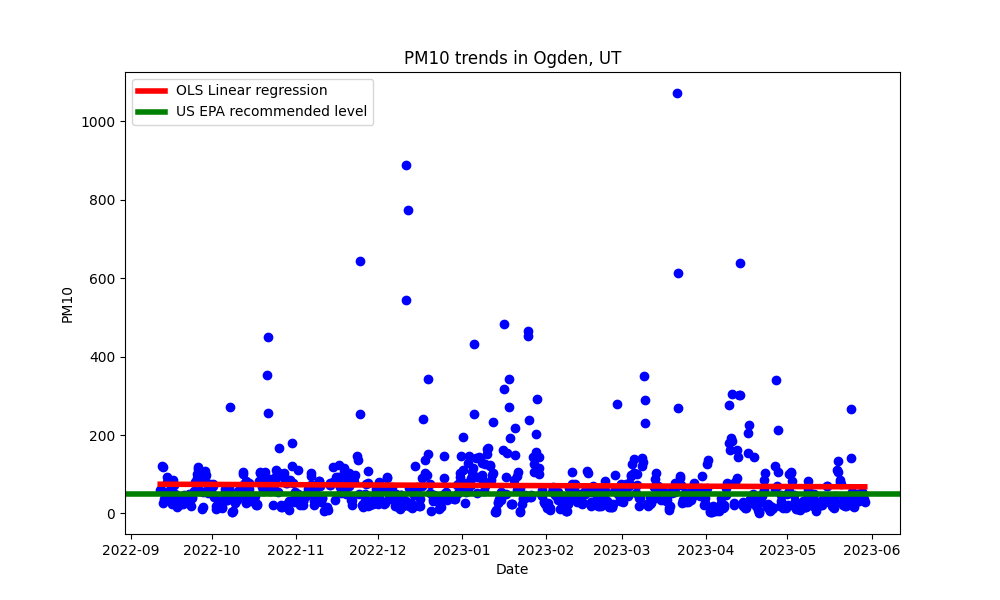 PM10 trends in Ogden, UT
OLS Linear regression
US EPA recommended level
1000
800
600
400
200
0
PM10
2022-09 2022-10 2022-11 2022-12 2023-01 2023-02 2023-03 2023-04 2023-05 2023-06
Date